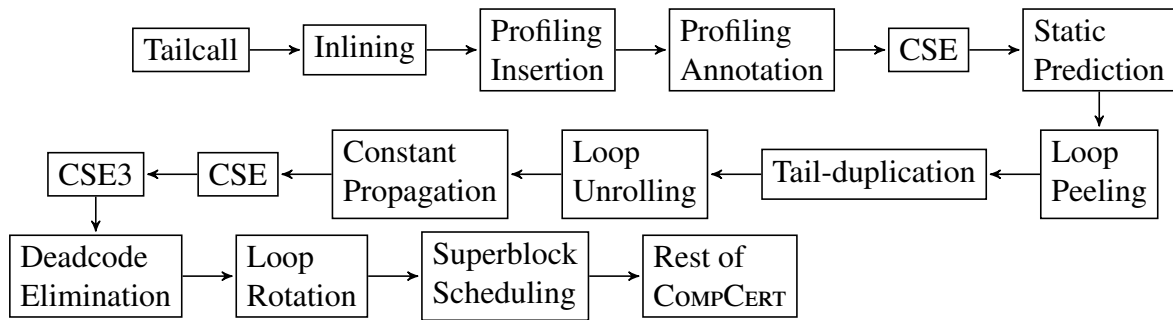 Tailcall
Inlining
Profiling
Insertion
Profiling
Annotation
CSE
Static
Prediction
Loop
Peeling
Tail-duplication
Loop
Unrolling
Constant
Propagation
CSE
CSE3
Deadcode
Elimination
Loop
Rotation
Superblock
Scheduling
Rest of
COMPCERT